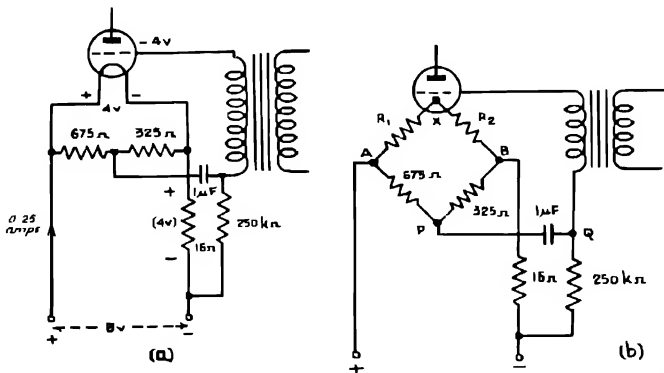 - 4v
+
-
4v
675Ω
325Ω
+
1μF
(4v)
16Ω
250kΩ
-
0.25
amps
+
8v
-
(a)
X
R1
R2
A
B
675Ω
325Ω
P
1μF
Q
16Ω
250kΩ
+
-
(b)